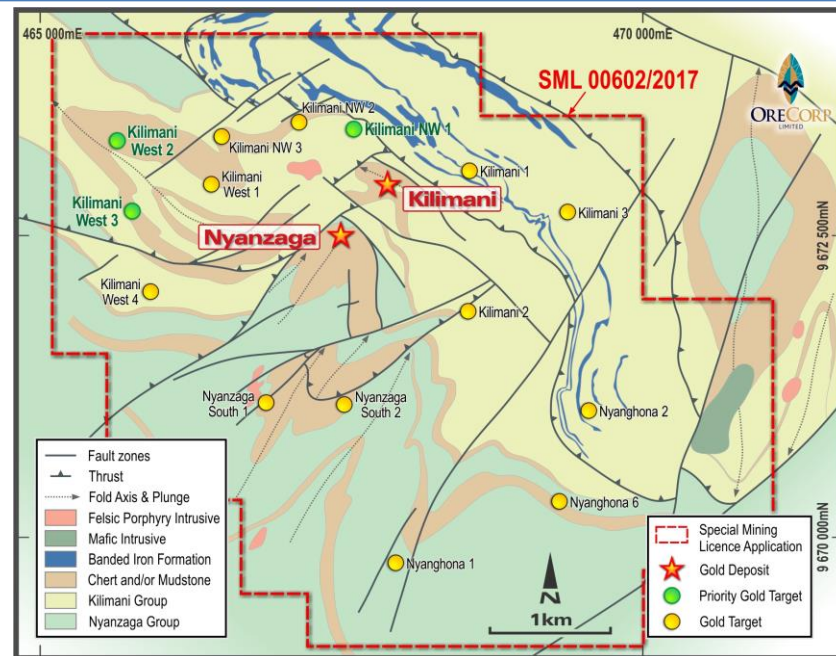 465 000mE
470 000mE
SML 00602/2017
ORECORP
LIMITED
Kilimani NW 2
Kilimani
West 2
Kilimani NW 1
Kilimani NW 3
Kilimani 1
Kilimani
West 1
Kilimani
Kilimani 3
Kilimani
West 3
Nyanzaga
9 672 500mN
Kilimani
West 4
Kilimani 2
Nyanzaga
South 1
Nyanzaga
South 2
Nyanghona 2
Nyanghona 6
Nyanghona 1
9 670 000mN
Fault zones
Thrust
Fold Axis & Plunge
Felsic Porphyry Intrusive
Mafic Intrusive
Banded Iron Formation
Chert and/or Mudstone
Kilimani Group
Nyanzaga Group
N
1km
Special Mining
Licence Application
Gold Deposit
Priority Gold Target
Gold Target